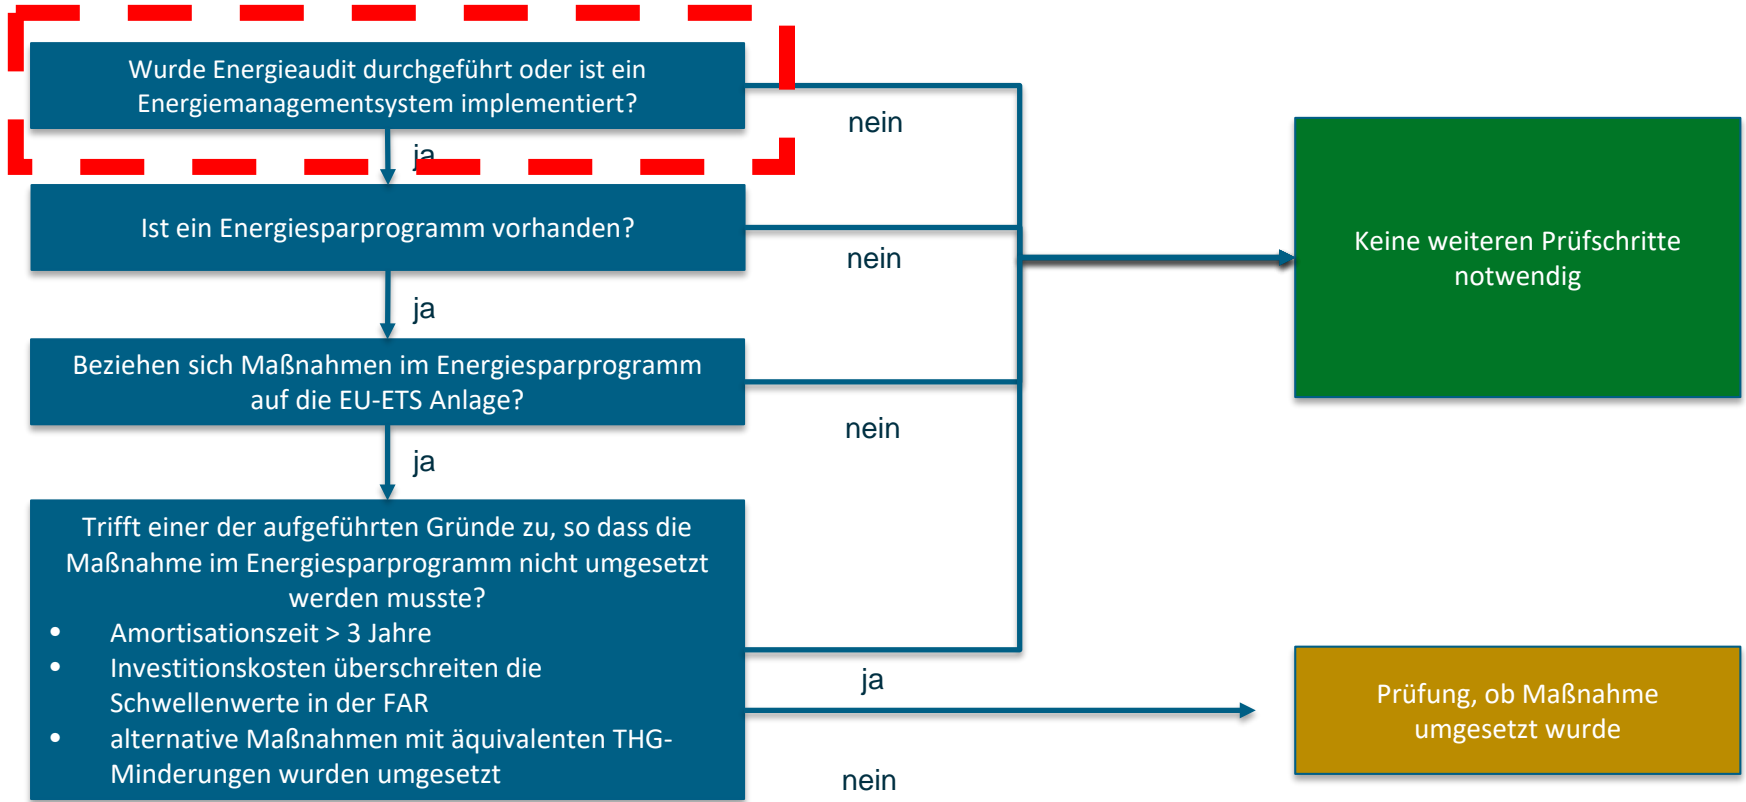 Wurde Energieaudit durchgeführt oder ist ein
Energiemanagementsystem implementiert?
nein
ja
Ist ein Energiesparprogramm vorhanden?
nein
Keine weiteren Prüfschritte
notwendig
ja
Beziehen sich Maßnahmen im Energiesparprogramm
auf die EU-ETS Anlage?
nein
ja
Trifft einer der aufgeführten Gründe zu, so dass die
Maßnahme im Energiesparprogramm nicht umgesetzt
werden musste?
• Amortisationszeit > 3 Jahre
• Investitionskosten überschreiten die
Schwellenwerte in der FAR
• alternative Maßnahmen mit äquivalenten THG-
Minderungen wurden umgesetzt
ja
nein
Prüfung, ob Maßnahme
umgesetzt wurde